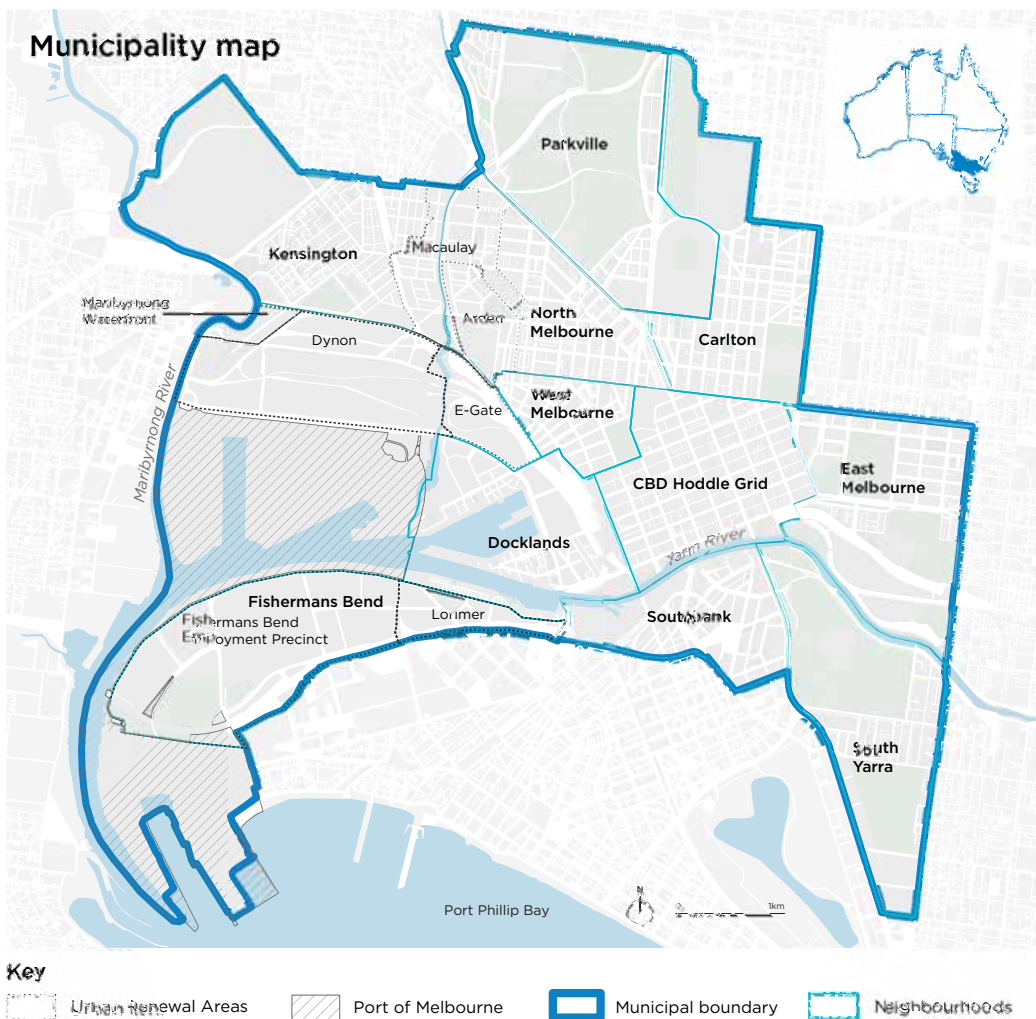 Municipality map
Parkville
Kensington
Macaulay
Maribyrnong
Waterfront
Arden
North
Melbourne
Dynon
Carlton
Maribyrnong River
E-Gate
West
Melbourne
CBD Hoddle Grid
East
Melbourne
Docklands
Yarra River
Fishermans Bend
Fishermans Bend
Employment Precinct
Lorimer
Southbank
South
Yarra
Port Phillip Bay
N
1km
Key
Urban Renewal Areas
Port of Melbourne
Municipal boundary
Neighbourhoods